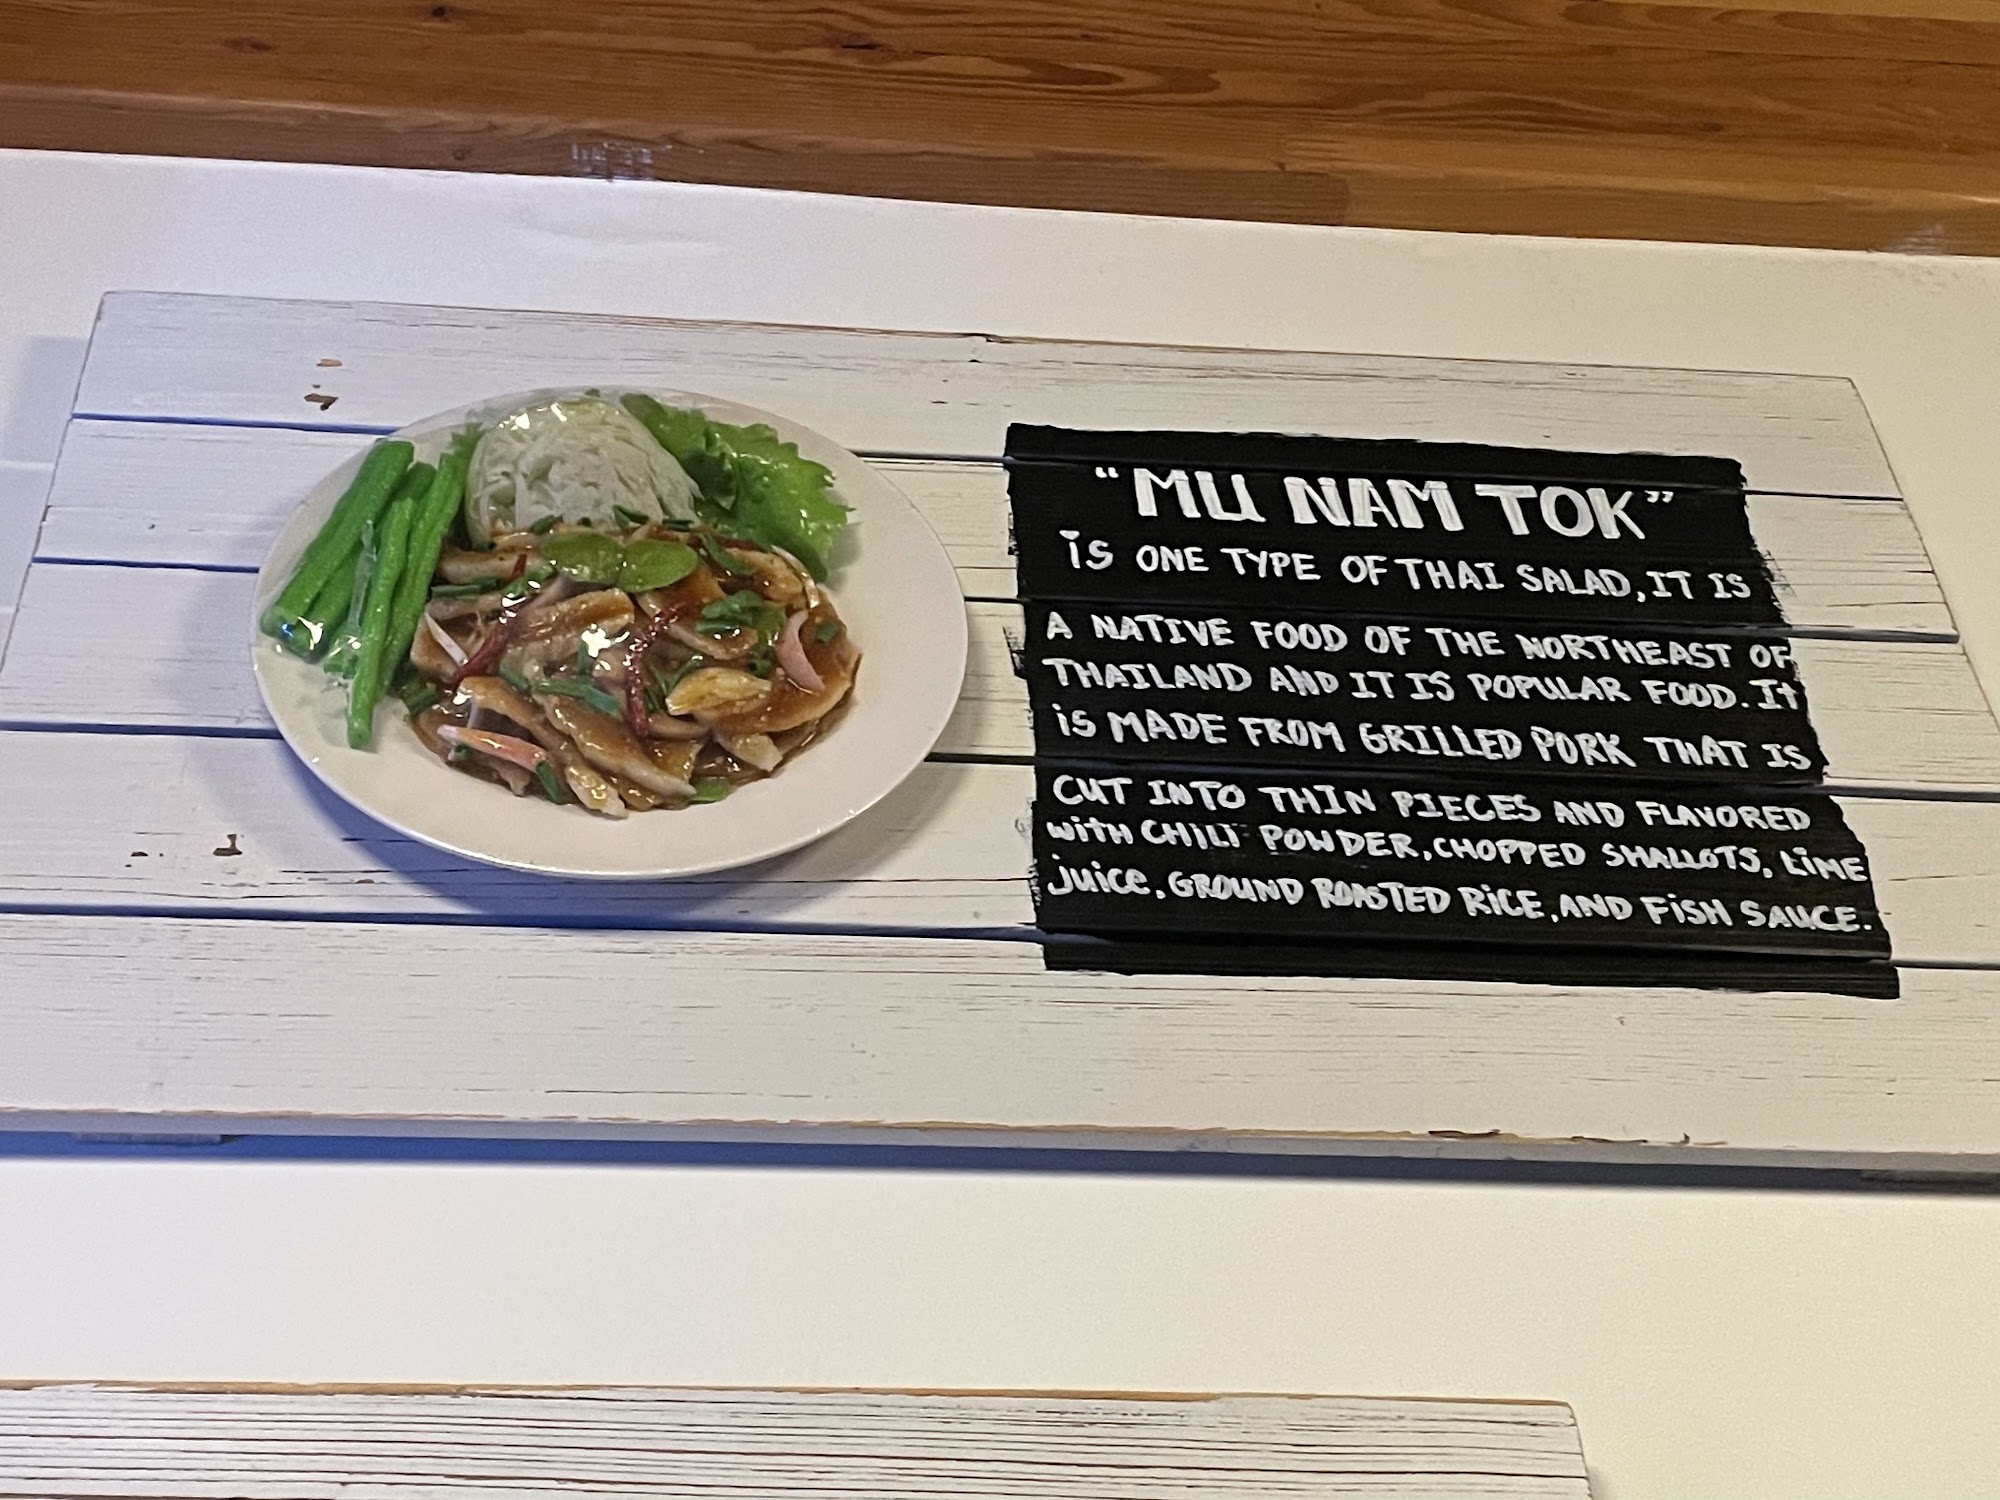 "MU NAM TOK"
is ONE TYPE OF THAI SALAD, IT IS
A NATIVE FOOD OF THE NORTHEAST OF
THAILAND AND IT IS POPULAR FOOD. It
is MADE FROM GRILLED PORK THAT IS
CUT INTO THIN PIECES AND FLAVORED
with CHILI POWDER, CHOPPED SHALLOTS, LIME
juice, GROUND ROASTED RICE, AND FISH SAUCE.